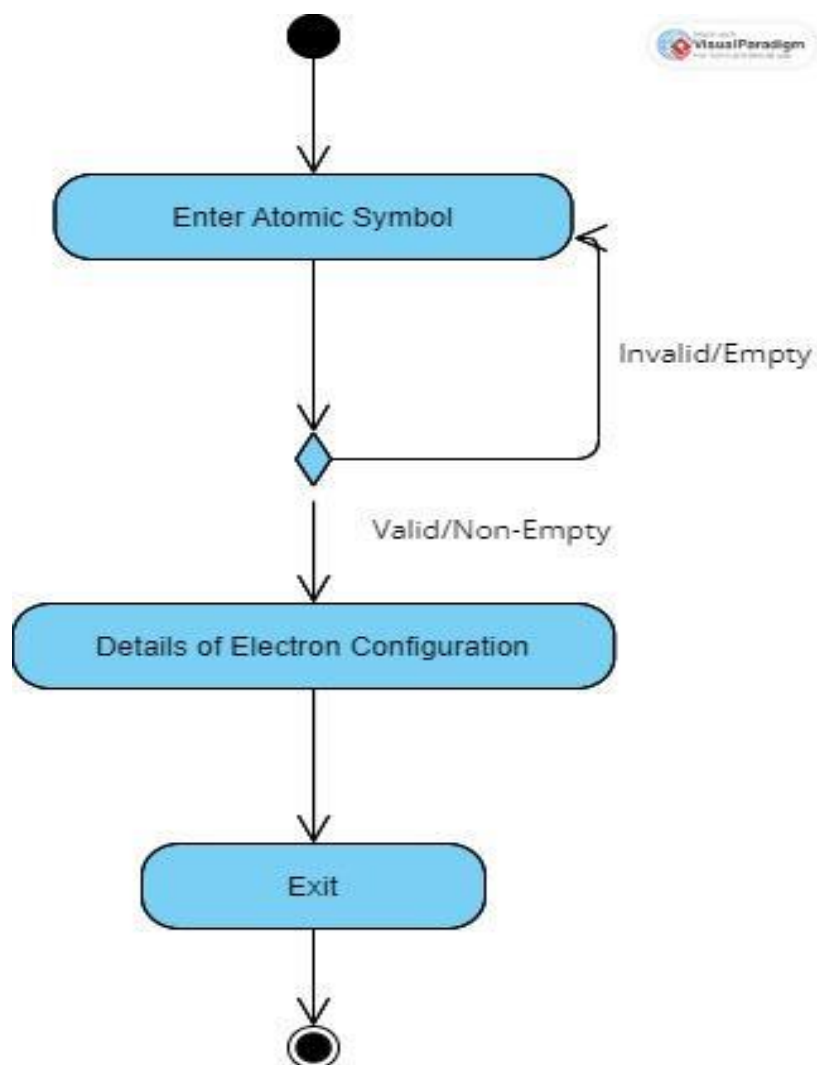 VisualParadigm
Enter Atomic Symbol
Invalid/Empty
Valid/Non-Empty
Details of Electron Configuration
Exit